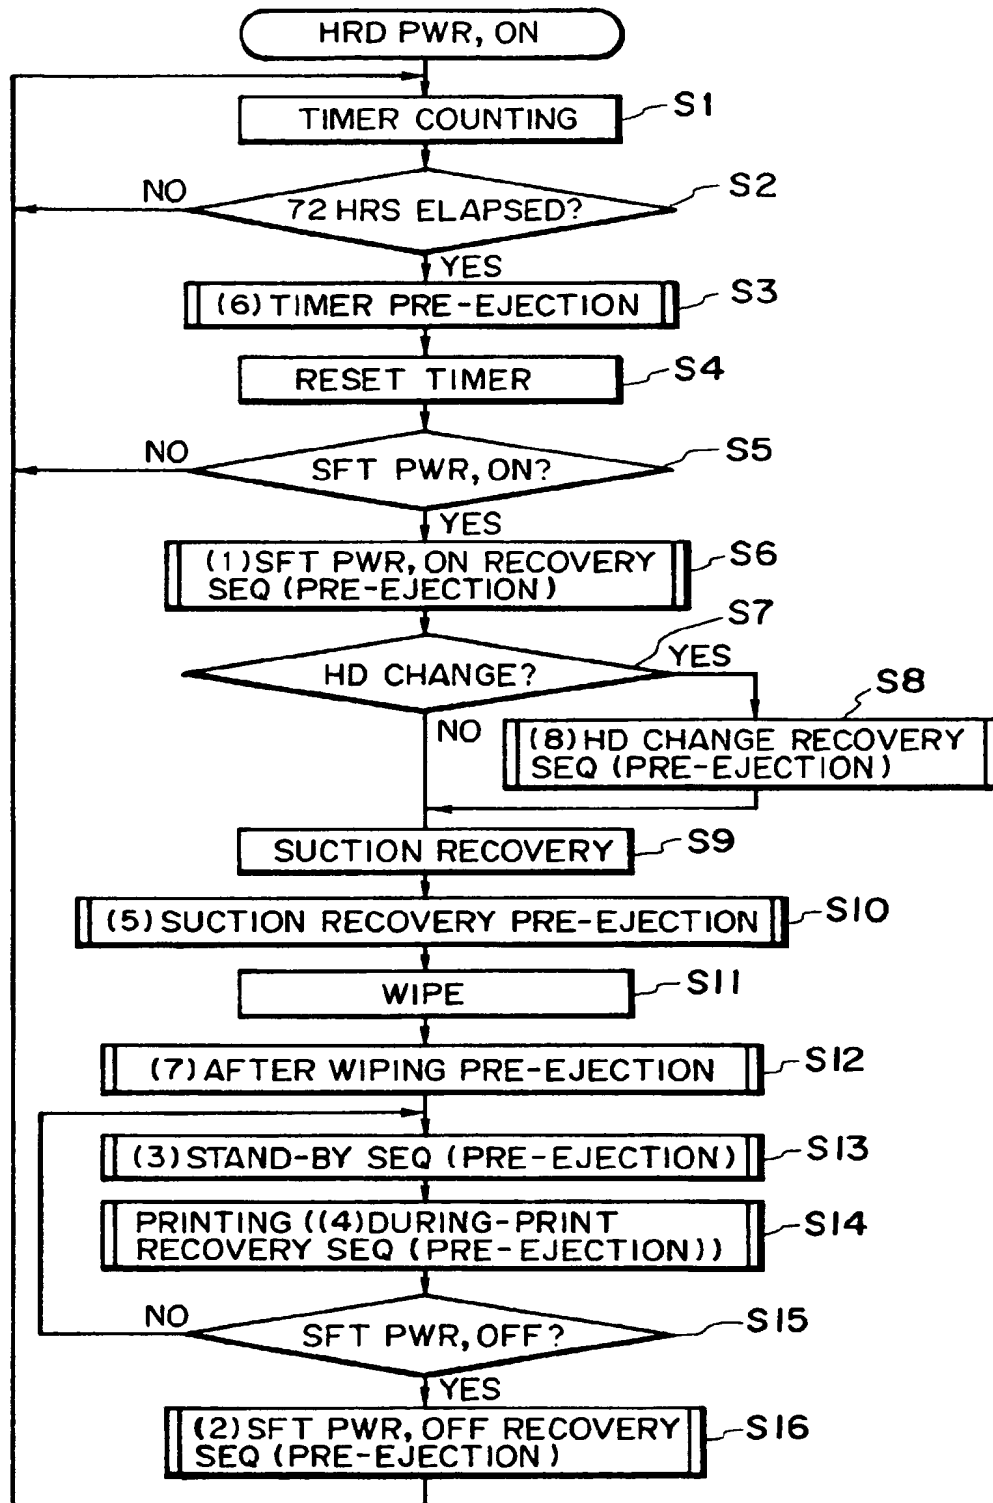 HRD PWR, ON
TIMER COUNTING
S1
NO
72 HRS ELAPSED?
S2
YES
(6) TIMER PRE-EJECTION
S3
RESET TIMER
S4
NO
SFT PWR, ON?
S5
YES
(1) SFT PWR, ON RECOVERY
SEQ (PRE-EJECTION)
S6
HD CHANGE?
S7
YES
NO
(8) HD CHANGE RECOVERY
SEQ (PRE-EJECTION)
S8
SUCTION RECOVERY
S9
(5) SUCTION RECOVERY PRE-EJECTION
S10
WIPE
S11
(7) AFTER WIPING PRE-EJECTION
S12
(3) STAND-BY SEQ (PRE-EJECTION)
S13
PRINTING ((4) DURING-PRINT
RECOVERY SEQ (PRE-EJECTION))
S14
NO
SFT PWR, OFF?
S15
YES
(2) SFT PWR, OFF RECOVERY
SEQ (PRE-EJECTION)
S16